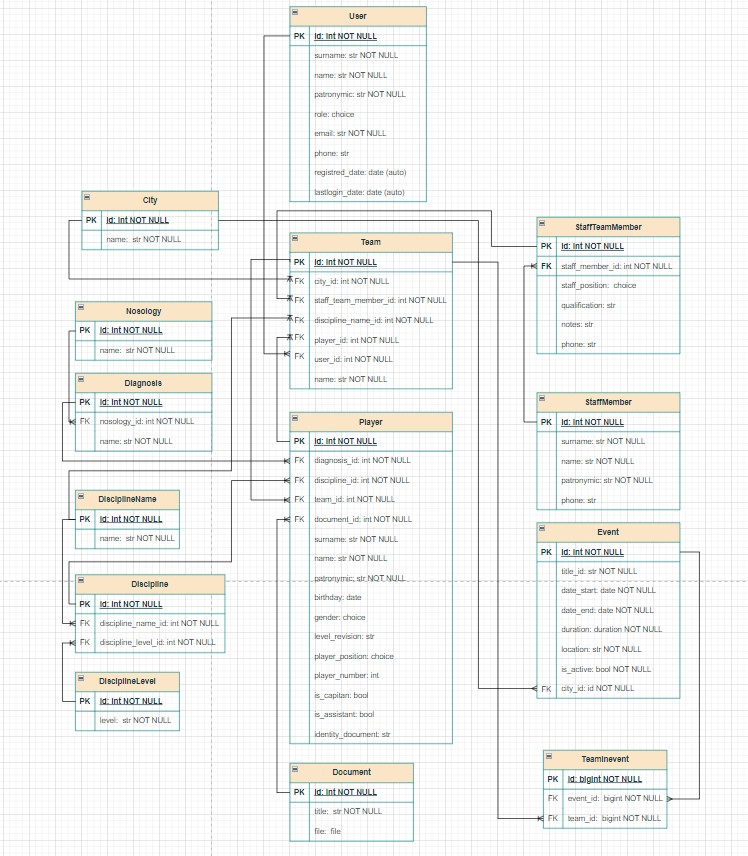 User
PK Id: int NOT NULL
surname: str NOT NULL
name: str NOT NULL
patronymic: str NOT NULL
role: choice
email: str NOT NULL
phone: str
registred_date: date (auto)
lastlogin_date: date (auto)
City
PK Id: int NOT NULL
name: str NOT NULL
Team
PK Id: int NOT NULL
FK city_id: int NOT NULL
FK staff_team_member_id: int NOT NULL
FK discipline_name_id: int NOT NULL
FK player_id: int NOT NULL
FK user_id: int NOT NULL
name: str NOT NULL
StaffTeamMember
PK Id: int NOT NULL
FK staff_member_id: int NOT NULL
staff_position: choice
qualification: str
notes: str
phone: str
Nosology
PK Id: int NOT NULL
name: str NOT NULL
Diagnosis
PK Id: int NOT NULL
FK nosology_id: int NOT NULL
name: str NOT NULL
StaffMember
PK Id: int NOT NULL
surname: str NOT NULL
name: str NOT NULL
patronymic: str NOT NULL
phone: str
Player
PK Id: int NOT NULL
FK diagnosis_id: int NOT NULL
FK discipline_id: int NOT NULL
FK team_id: int NOT NULL
FK document_id: int NOT NULL
surname: str NOT NULL
name: str NOT NULL
patronymic: str NOT NULL
birthday: date
gender: choice
level_revision: str
player_position: choice
player_number: int
is_capitan: bool
is_assistant: bool
identity_document: str
DisciplineName
PK Id: int NOT NULL
name: str NOT NULL
Discipline
PK Id: int NOT NULL
FK discipline_name_id: int NOT NULL
FK discipline_level_id: int NOT NULL
DisciplineLevel
PK Id: int NOT NULL
level: str NOT NULL
Event
PK Id: int NOT NULL
title_id: str NOT NULL
date_start: date NOT NULL
date_end: date NOT NULL
duration: duration NOT NULL
location: str NOT NULL
is_active: bool NOT NULL
FK city_id: id NOT NULL
TeamInevent
PK Id: bigint NOT NULL
FK event_id: bigint NOT NULL
FK team_id: bigint NOT NULL
Document
PK Id: int NOT NULL
title: str NOT NULL
file: file